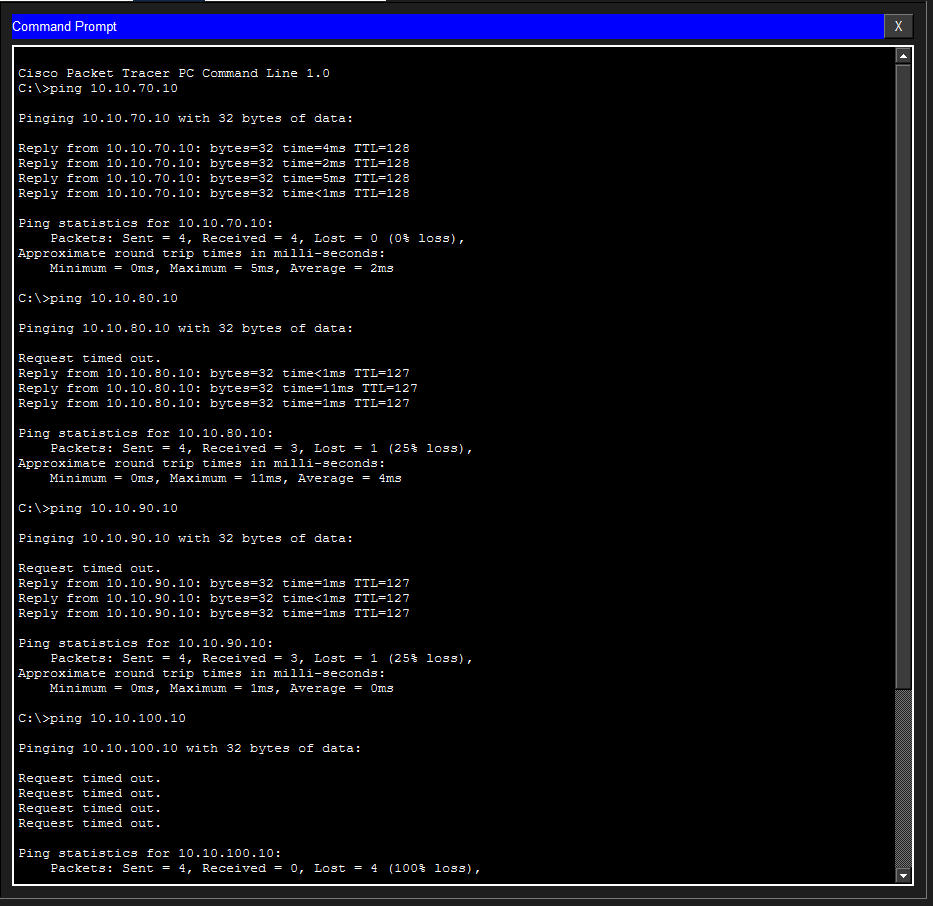 Command Prompt
X
Cisco Packet Tracer PC Command Line 1.0
C:\>ping 10.10.70.10
Pinging 10.10.70.10 with 32 bytes of data:
Reply from 10.10.70.10: bytes=32 time=4ms TTL=128
Reply from 10.10.70.10: bytes=32 time=2ms TTL=128
Reply from 10.10.70.10: bytes=32 time=5ms TTL=128
Reply from 10.10.70.10: bytes=32 time<1ms TTL=128
Ping statistics for 10.10.70.10:
    Packets: Sent = 4, Received = 4, Lost = 0 (0% loss),
Approximate round trip times in milli-seconds:
    Minimum = 0ms, Maximum = 5ms, Average = 2ms
C:\>ping 10.10.80.10
Pinging 10.10.80.10 with 32 bytes of data:
Request timed out.
Reply from 10.10.80.10: bytes=32 time<1ms TTL=127
Reply from 10.10.80.10: bytes=32 time=11ms TTL=127
Reply from 10.10.80.10: bytes=32 time=1ms TTL=127
Ping statistics for 10.10.80.10:
    Packets: Sent = 4, Received = 3, Lost = 1 (25% loss),
Approximate round trip times in milli-seconds:
    Minimum = 0ms, Maximum = 11ms, Average = 4ms
C:\>ping 10.10.90.10
Pinging 10.10.90.10 with 32 bytes of data:
Request timed out.
Reply from 10.10.90.10: bytes=32 time=1ms TTL=127
Reply from 10.10.90.10: bytes=32 time<1ms TTL=127
Reply from 10.10.90.10: bytes=32 time=1ms TTL=127
Ping statistics for 10.10.90.10:
    Packets: Sent = 4, Received = 3, Lost = 1 (25% loss),
Approximate round trip times in milli-seconds:
    Minimum = 0ms, Maximum = 1ms, Average = 0ms
C:\>ping 10.10.100.10
Pinging 10.10.100.10 with 32 bytes of data:
Request timed out.
Request timed out.
Request timed out.
Request timed out.
Ping statistics for 10.10.100.10:
    Packets: Sent = 4, Received = 0, Lost = 4 (100% loss),